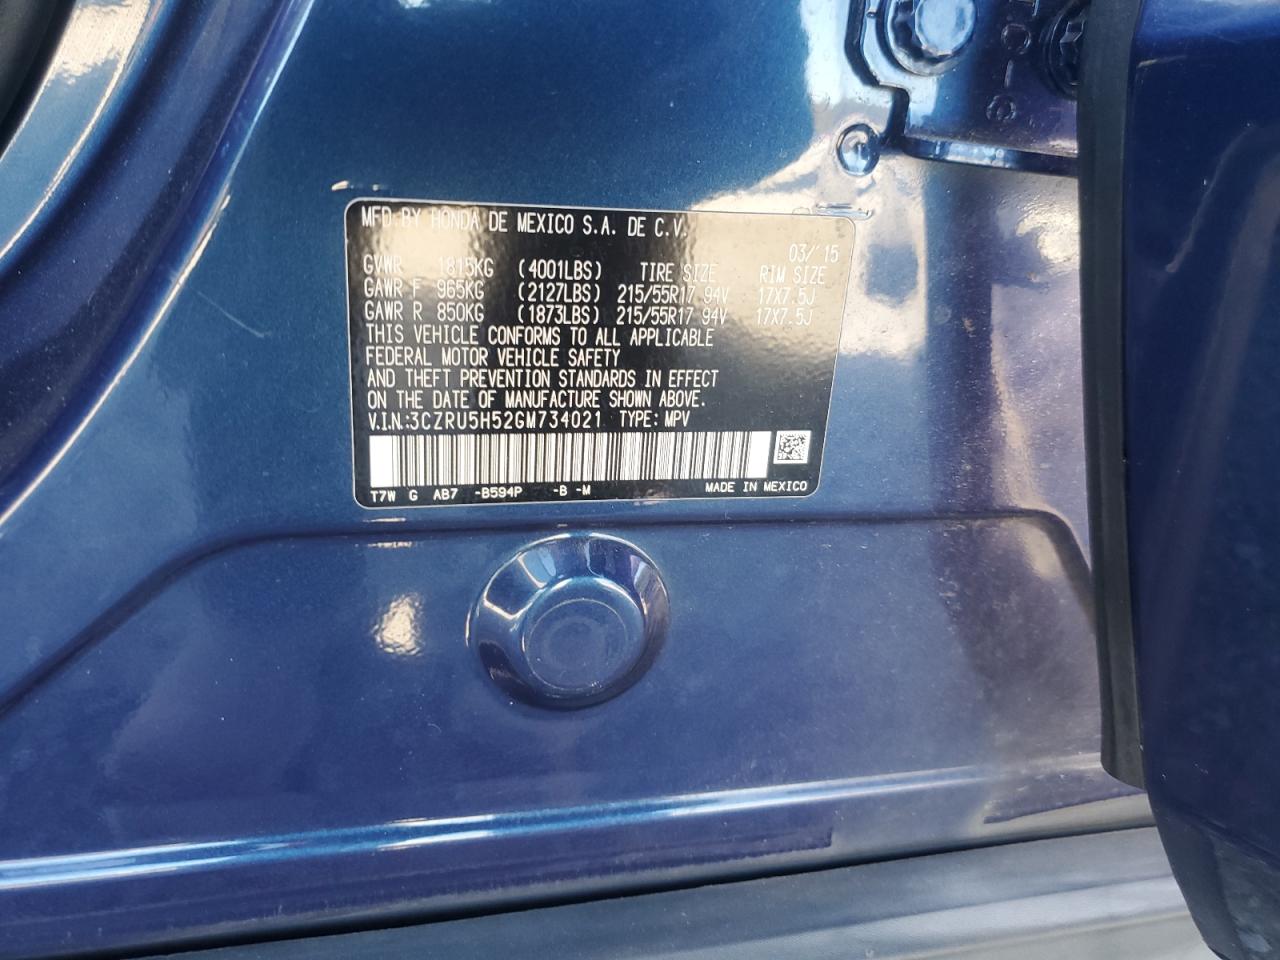 MFD.BY HONDA DE MEXICO S.A. DE C.V.
03/'15
GVWR 1815KG (4001LBS) TIRE SIZE RIM SIZE
GAWR F 965KG (2127LBS) 215/55R17 94V 17X7.5J
GAWR R 850KG (1873LBS) 215/55R17 94V 17X7.5J
THIS VEHICLE CONFORMS TO ALL APPLICABLE
FEDERAL MOTOR VEHICLE SAFETY
AND THEFT PREVENTION STANDARDS IN EFFECT
ON THE DATE OF MANUFACTURE SHOWN ABOVE.
V.I.N.:3CZRU5H52GM734021 TYPE: MPV
T7W G AB7 -B594P -B -M MADE IN MEXICO